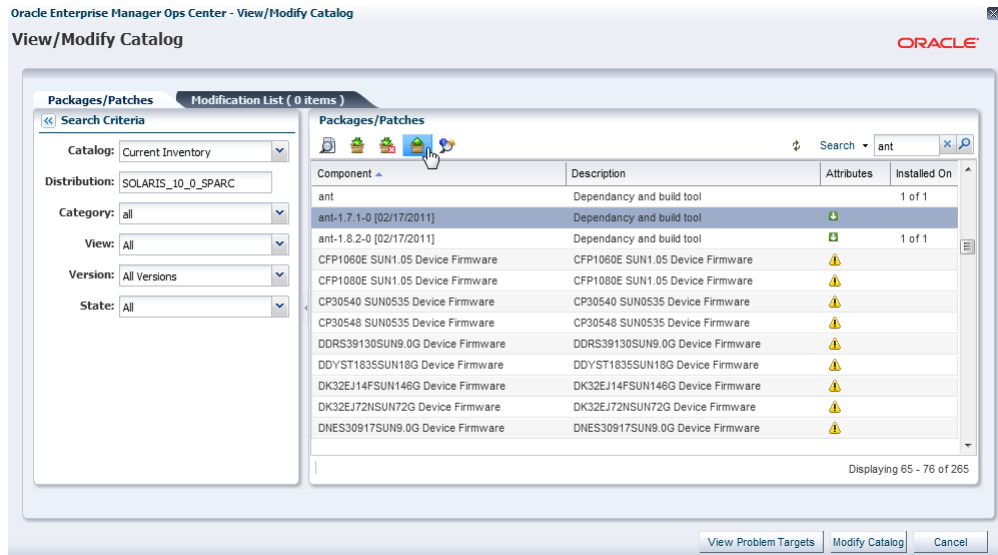 Oracle Enterprise Manager Ops Center - View/Modify Catalog
View/Modify Catalog
ORACLE
Packages/Patches
Modification List ( 0 items )
Search Criteria
Catalog: Current Inventory
Distribution: SOLARIS_10_0_SPARC
Category: all
View: All
Version: All Versions
State: All
Packages/Patches
Search ant
Component Description Attributes Installed On
ant Dependancy and build tool 1 of 1
ant-1.7.1-0 [02/17/2011] Dependancy and build tool
ant-1.8.2-0 [02/17/2011] Dependancy and build tool 1 of 1
CFP1060E SUN1.05 Device Firmware CFP1060E SUN1.05 Device Firmware
CFP1080E SUN1.05 Device Firmware CFP1080E SUN1.05 Device Firmware
CP30540 SUN0535 Device Firmware CP30540 SUN0535 Device Firmware
CP30548 SUN0535 Device Firmware CP30548 SUN0535 Device Firmware
DDRS39130SUN9.0G Device Firmware DDRS39130SUN9.0G Device Firmware
DDYST1835SUN18G Device Firmware DDYST1835SUN18G Device Firmware
DK32EJ14FSUN146G Device Firmware DK32EJ14FSUN146G Device Firmware
DK32EJ72NSUN72G Device Firmware DK32EJ72NSUN72G Device Firmware
DNES30917SUN9.0G Device Firmware DNES30917SUN9.0G Device Firmware
Displaying 65 - 76 of 265
View Problem Targets
Modify Catalog
Cancel